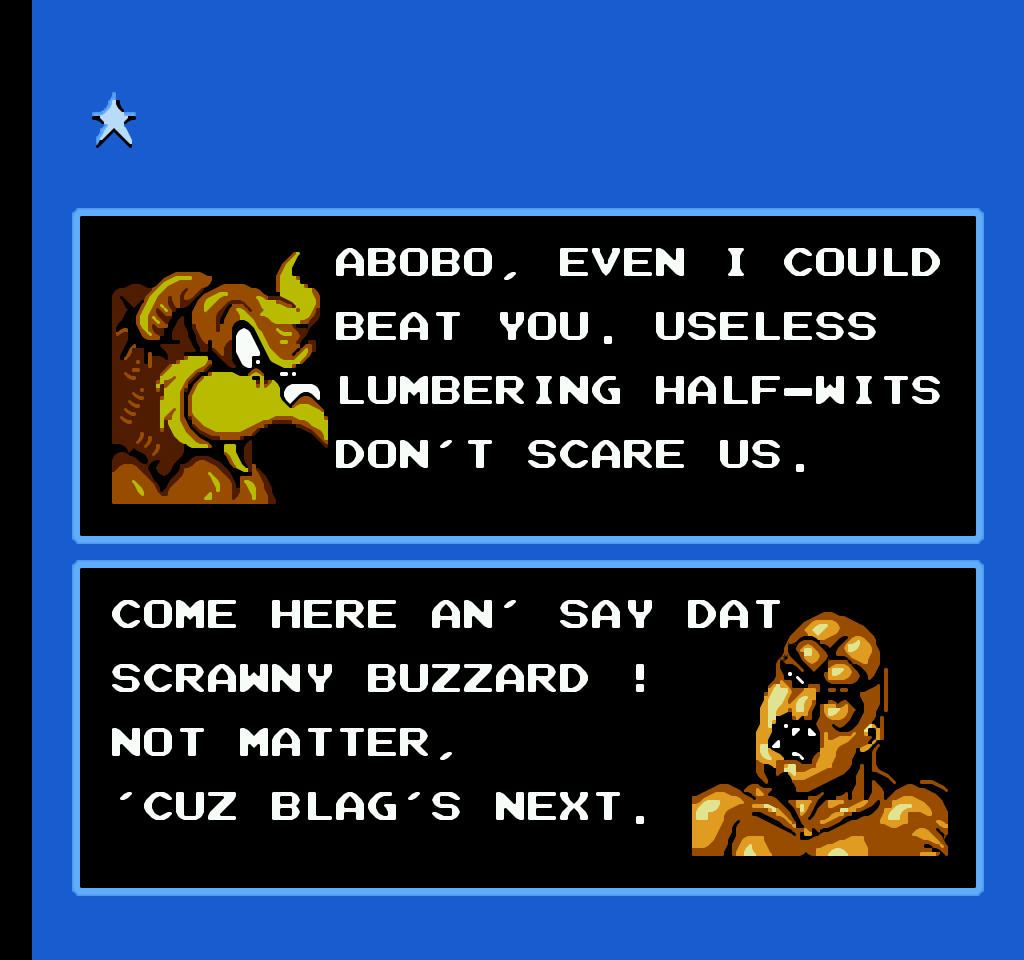 ABOBO, EVEN I COULD
BEAT YOU. USELESS
LUMBERING HALF-WITS
DON´T SCARE US.
COME HERE AN´ SAY DAT
SCRAWNY BUZZARD !
NOT MATTER,
´CUZ BLAG´S NEXT.